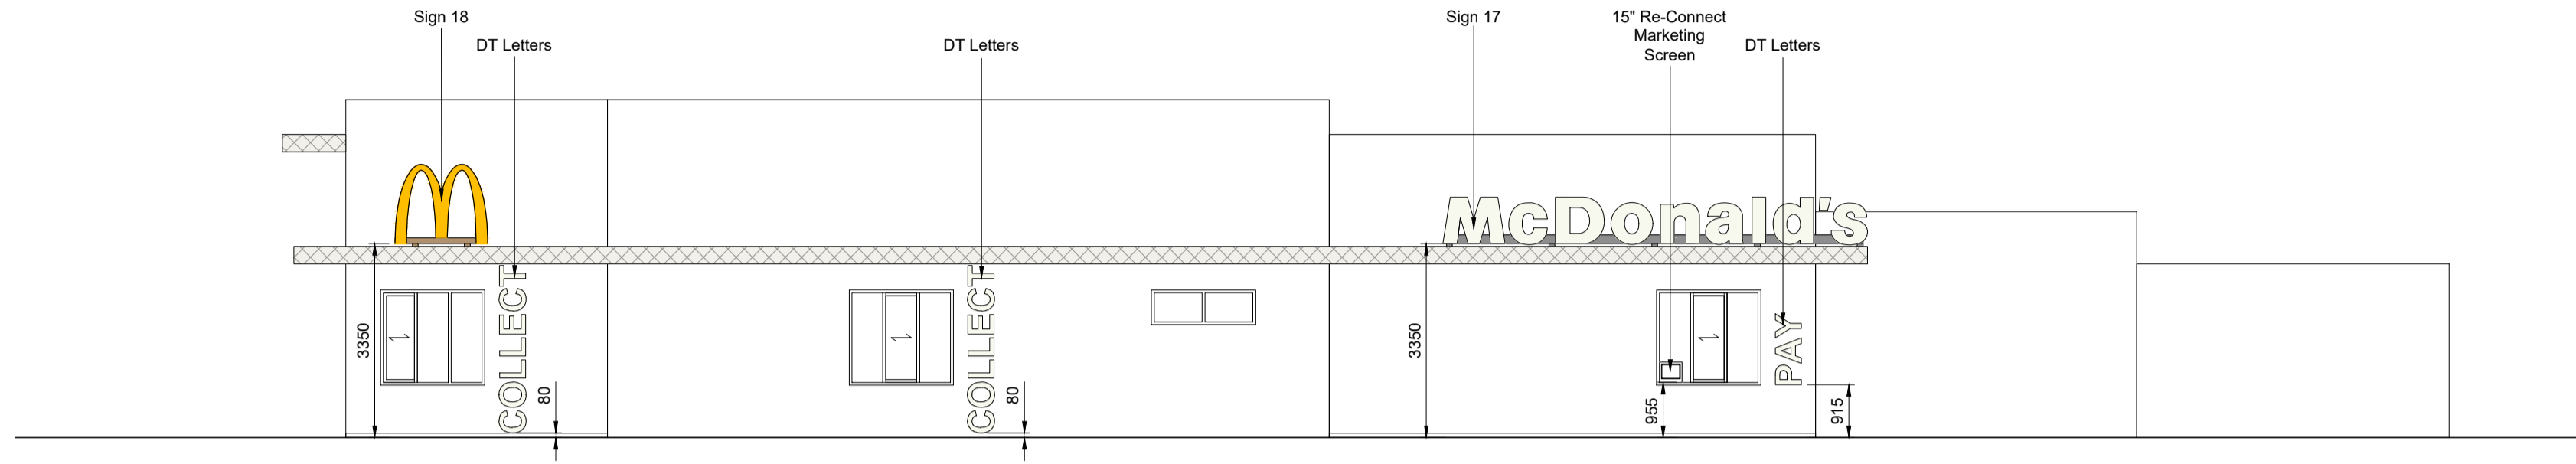 Sign 18
DT Letters
DT Letters
Sign 17
15" Re-Connect
Marketing
Screen
DT Letters
McDonald's
3350
COLLECT
80
COLLECT
80
3350
955
PAY
915